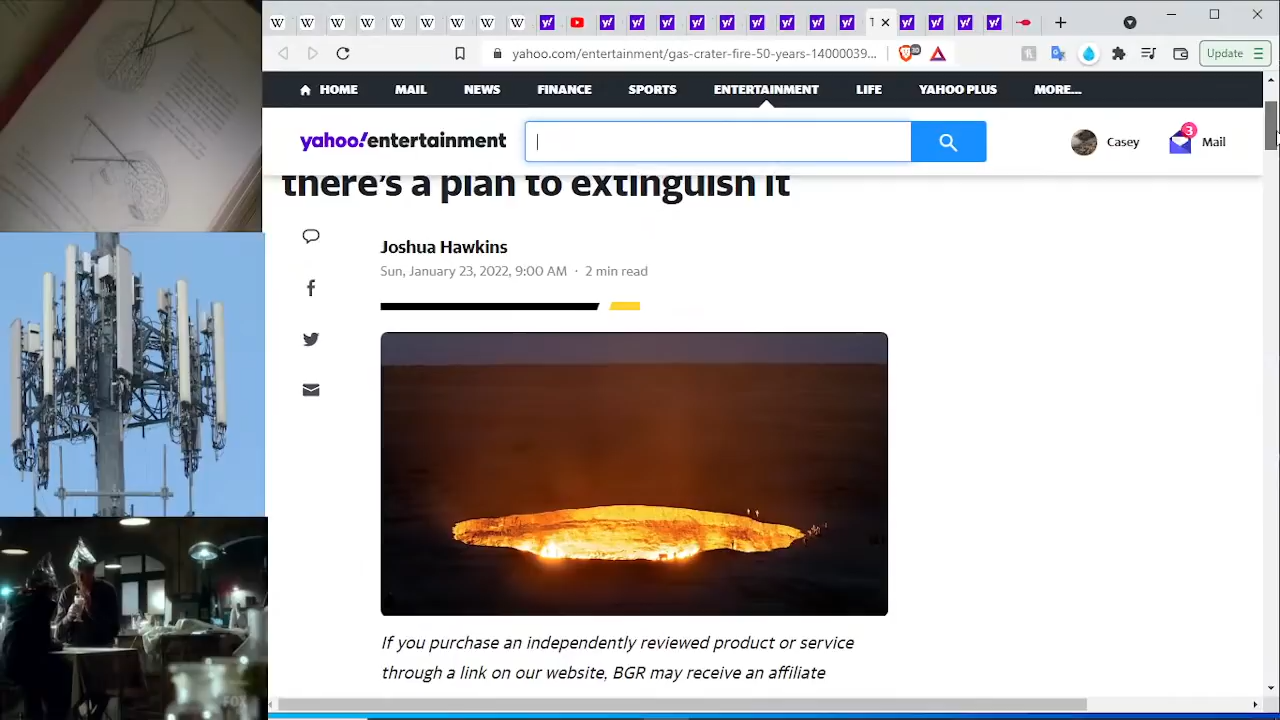 yahoo.com/entertainment/gas-crater-fire-50-years-14000039...
Update
HOME MAIL NEWS FINANCE SPORTS ENTERTAINMENT LIFE YAHOO PLUS MORE...
yahoo!entertainment
Casey
3
Mail
there's a plan to extinguish it
Joshua Hawkins
Sun, January 23, 2022, 9:00 AM · 2 min read
If you purchase an independently reviewed product or service
through a link on our website, BGR may receive an affiliate
FOX